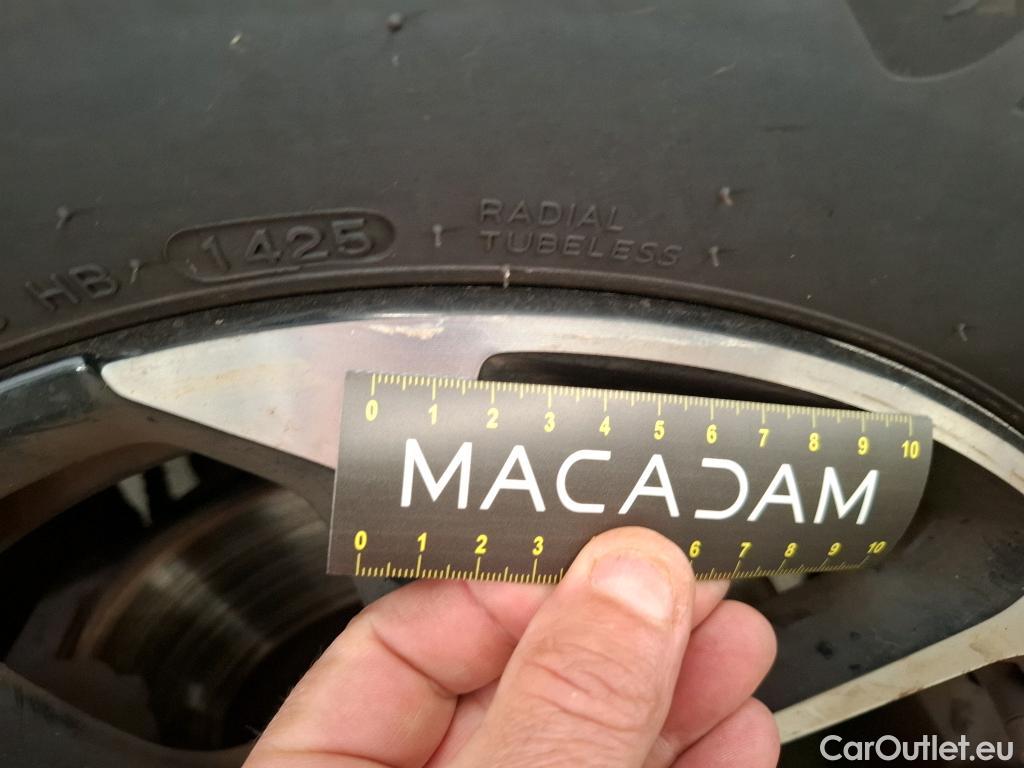 HB 1425
RADIAL
TUBELESS
0 1 2 3 4 5 6 7 8 9 10
MACADAM
0 1 2 3 6 7 8 9 10
CarOutlet.eu